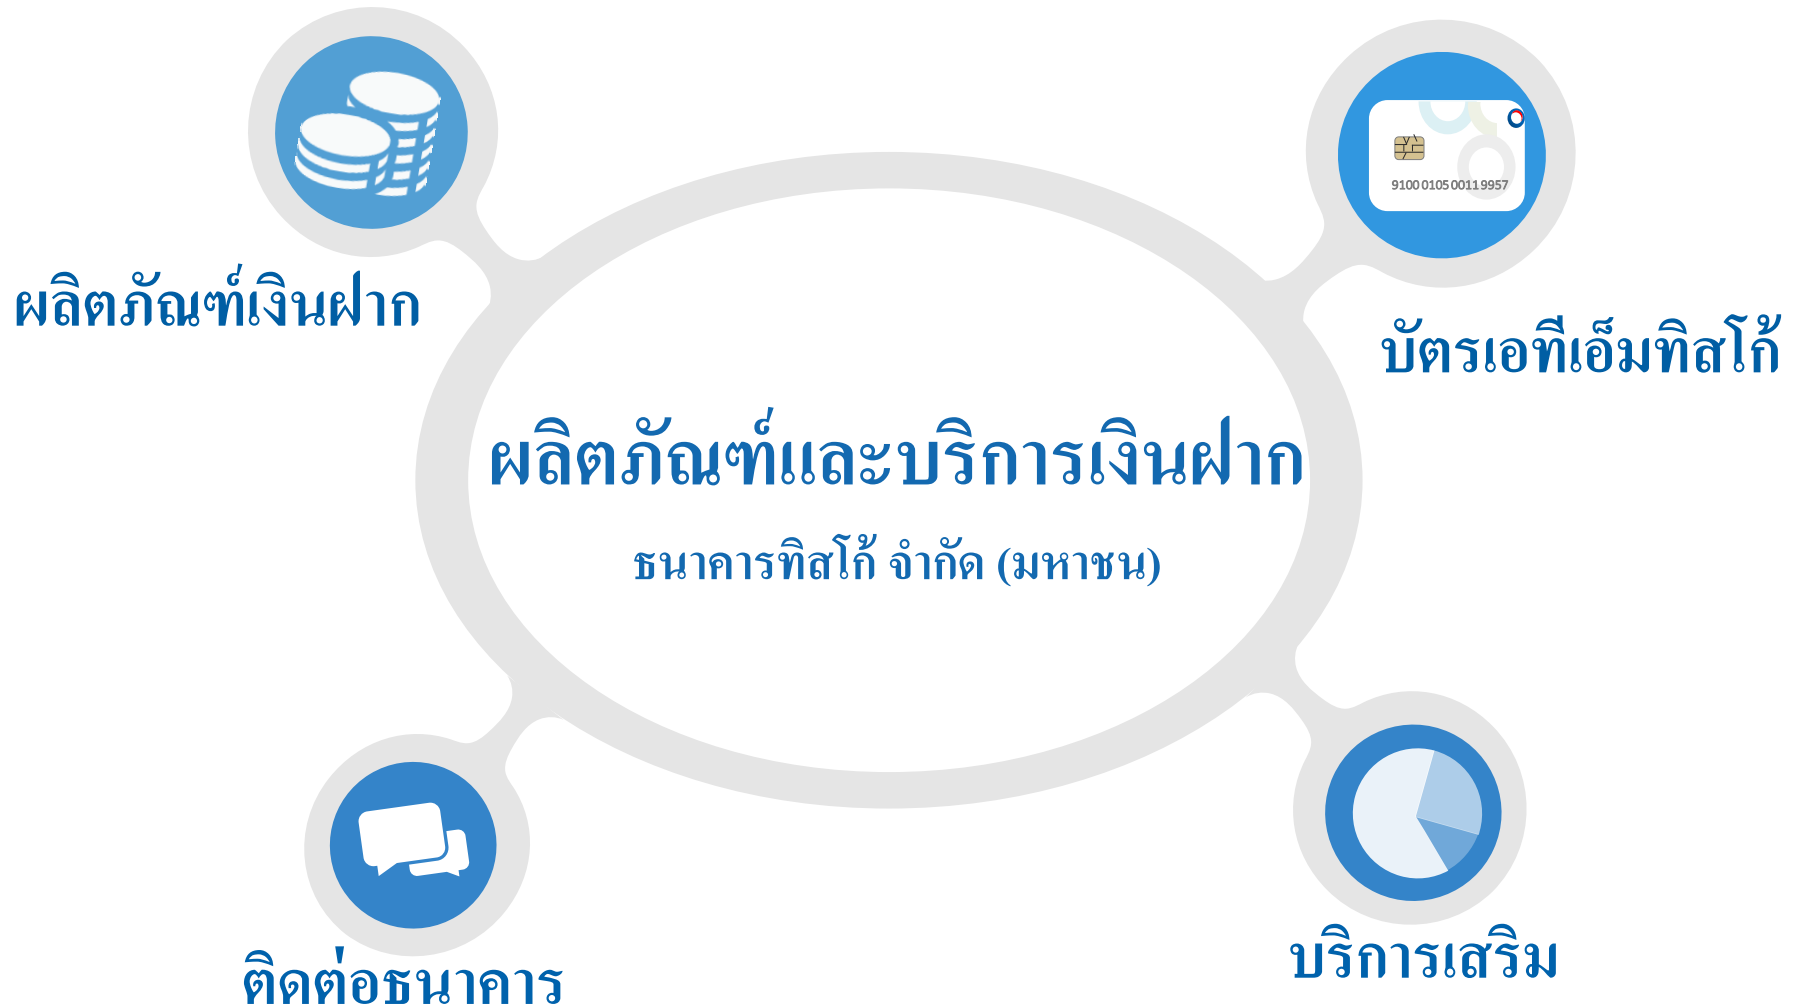 ผลิตภัณฑ์เงินฝาก
9100 0105 0011 9957
บัตรเอทีเอ็มทิสโก้
ผลิตภัณฑ์และบริการเงินฝาก
ธนาคารทิสโก้ จำกัด (มหาชน)
ติดต่อธนาคาร
บริการเสริม